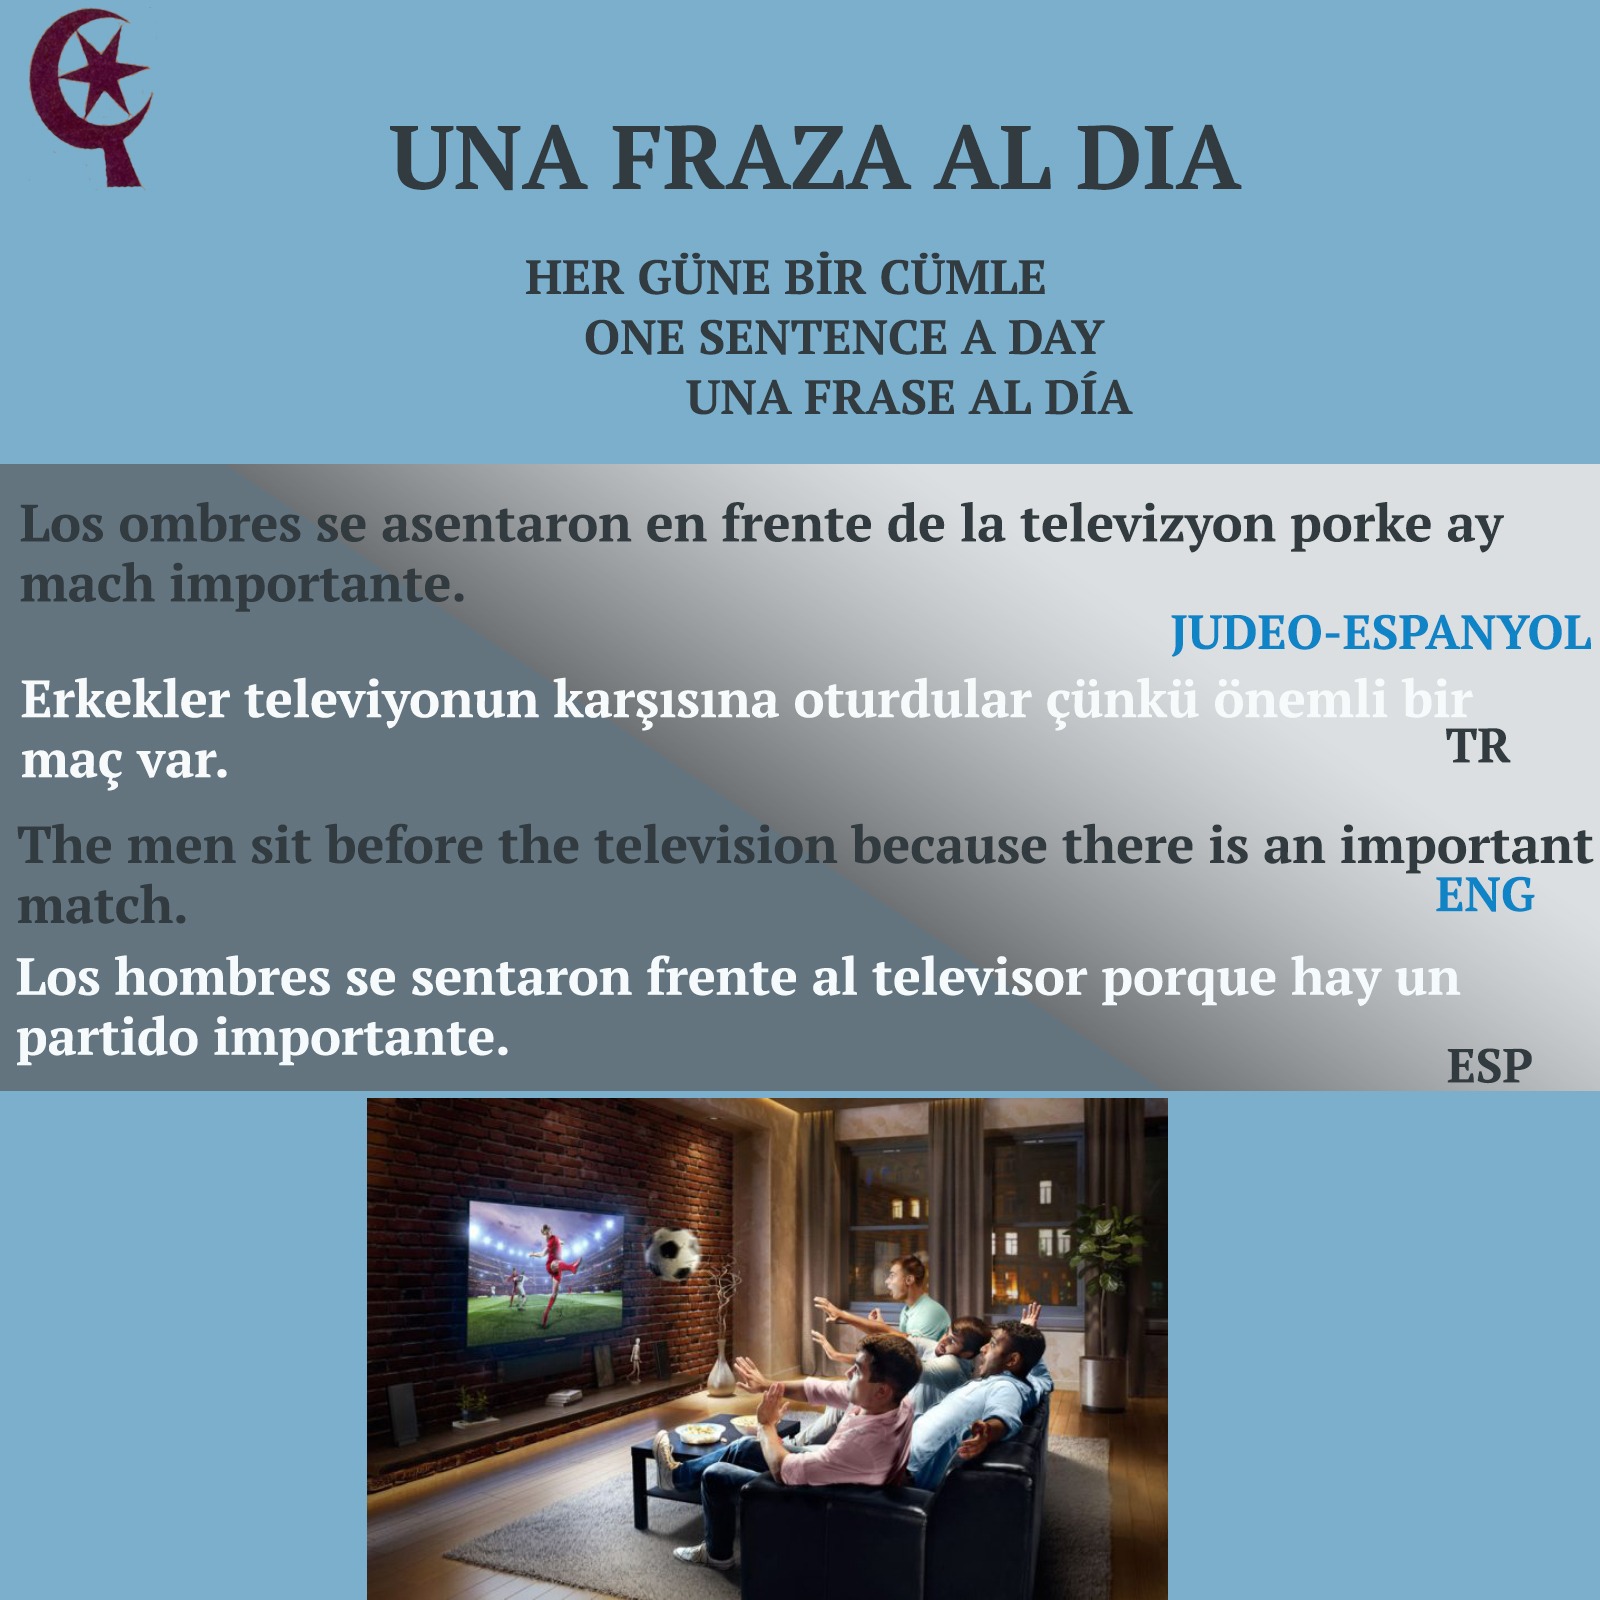 UNA FRAZA AL DIA
HER GÜNE BİR CÜMLE
ONE SENTENCE A DAY
UNA FRASE AL DÍA
Los ombres se asentaron en frente de la televizyon porke ay
mach importante.
JUDEO-ESPANYOL
Erkekler televiyonun karşısına oturdular çünkü önemli bir
maç var.
TR
The men sit before the television because there is an important
match.
ENG
Los hombres se sentaron frente al televisor porque hay un
partido importante.
ESP